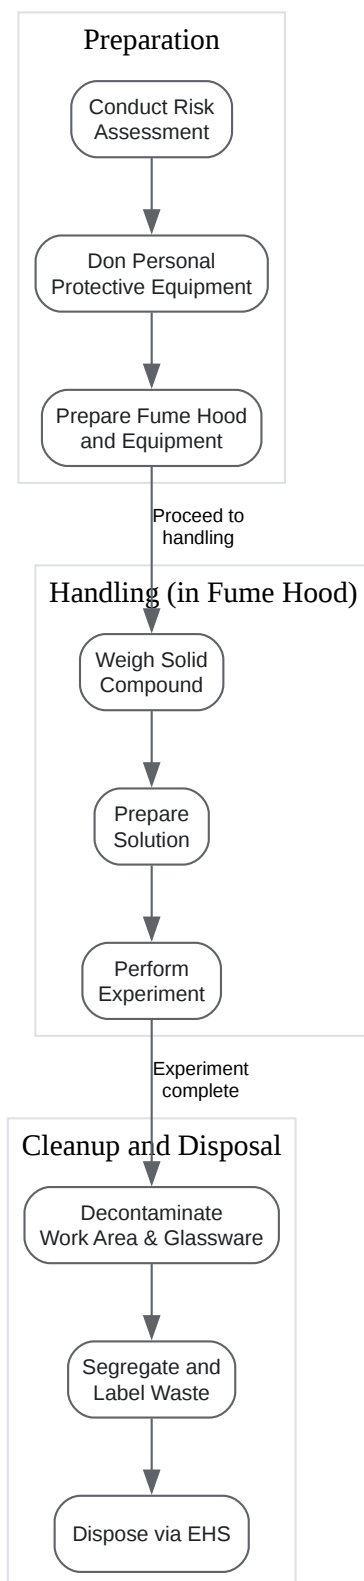 Preparation
Conduct Risk
Assessment
Don Personal
Protective Equipment
Prepare Fume Hood
and Equipment
Proceed to
handling
Handling (in Fume Hood)
Weigh Solid
Compound
Prepare
Solution
Perform
Experiment
Experiment
complete
Cleanup and Disposal
Decontaminate
Work Area & Glassware
Segregate and
Label Waste
Dispose via EHS